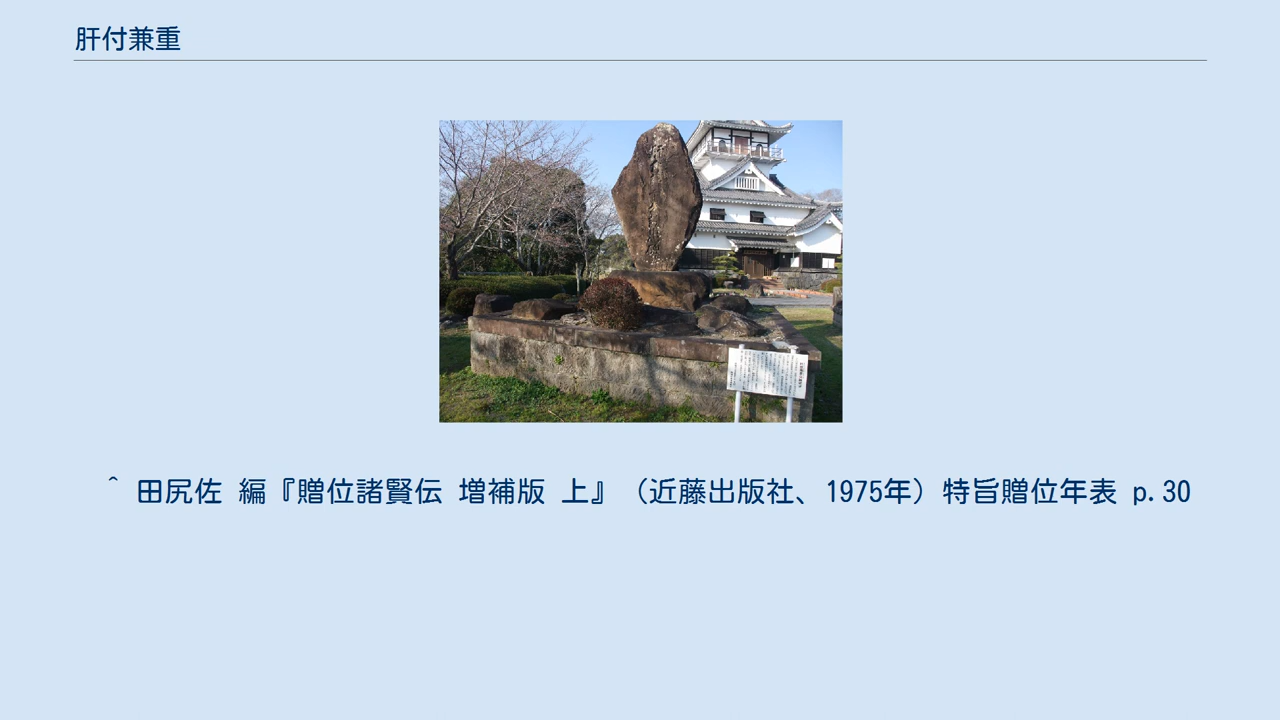 肝付兼重
^ 田尻佐 編『贈位諸賢伝 増補版 上』（近藤出版社、1975年）特旨贈位年表 p.30